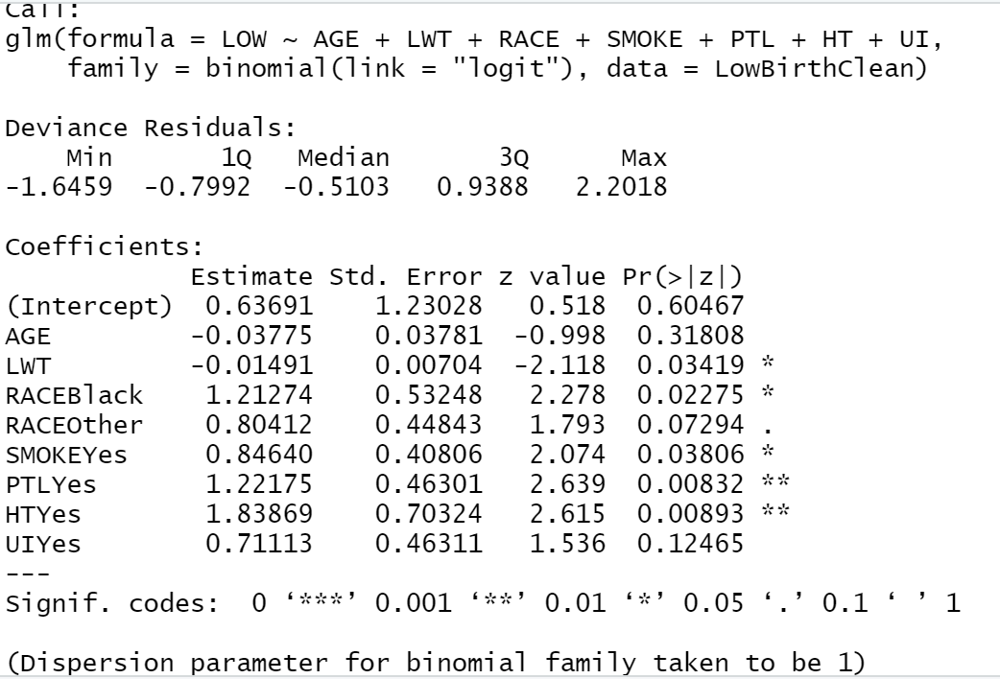 Call:
glm(formula = LOW ~ AGE + LWT + RACE + SMOKE + PTL + HT + UI,
    family = binomial(link = "logit"), data = LowBirthClean)

Deviance Residuals:
    Min       1Q   Median       3Q      Max
-1.6459  -0.7992  -0.5103   0.9388   2.2018

Coefficients:
            Estimate Std. Error z value Pr(>|z|)
(Intercept)  0.63691    1.23028   0.518  0.60467
AGE         -0.03775    0.03781  -0.998  0.31808
LWT         -0.01491    0.00704  -2.118  0.03419 *
RACEBlack    1.21274    0.53248   2.278  0.02275 *
RACEOther    0.80412    0.44843   1.793  0.07294 .
SMOKEYes     0.84640    0.40806   2.074  0.03806 *
PTLYes       1.22175    0.46301   2.639  0.00832 **
HTYes        1.83869    0.70324   2.615  0.00893 **
UIYes        0.71113    0.46311   1.536  0.12465
---
Signif. codes:  0 ‘***’ 0.001 ‘**’ 0.01 ‘*’ 0.05 ‘.’ 0.1 ‘ ’ 1

(Dispersion parameter for binomial family taken to be 1)